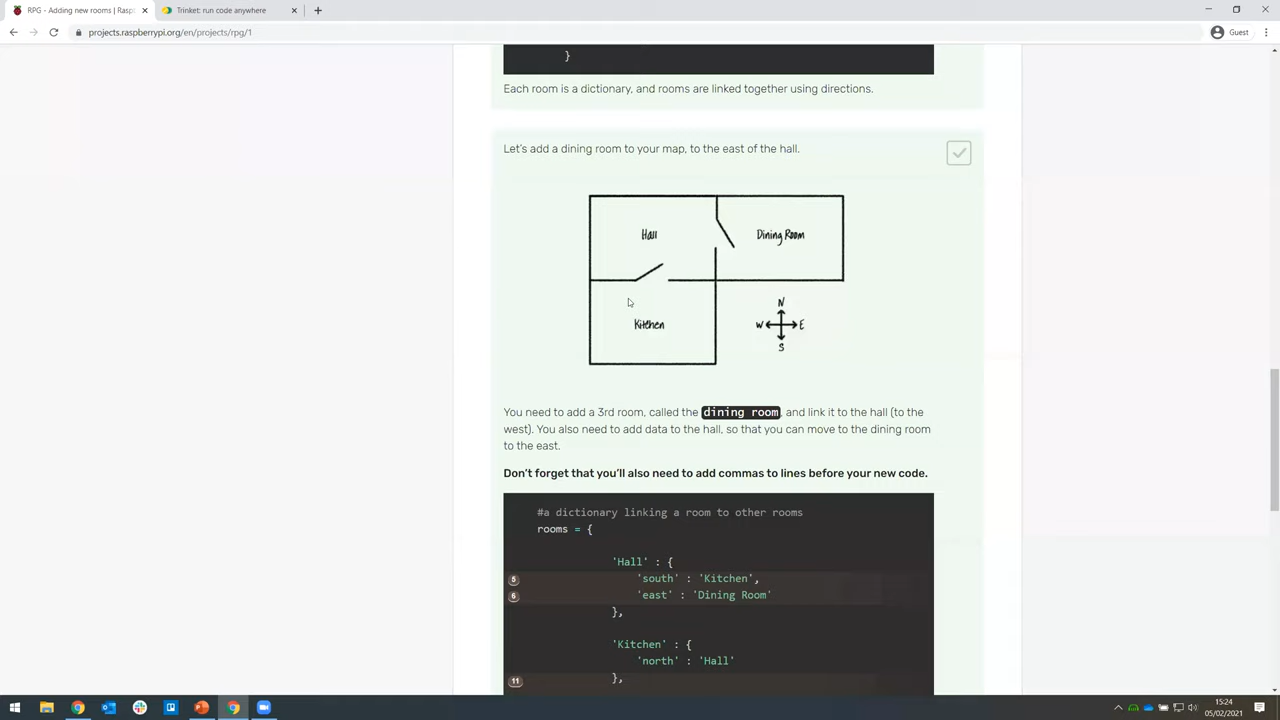 RPG - Adding new rooms | Raspb
Trinket: run code anywhere
projects.raspberrypi.org/en/projects/rpg/1
Guest
}
Each room is a dictionary, and rooms are linked together using directions.
Let's add a dining room to your map, to the east of the hall.
Hall
Dining Room
Kitchen
N
W E
S
You need to add a 3rd room, called the dining room, and link it to the hall (to the
west). You also need to add data to the hall, so that you can move to the dining room
to the east.
Don't forget that you'll also need to add commas to lines before your new code.
#a dictionary linking a room to other rooms
rooms = {
'Hall' : {
5 'south' : 'Kitchen',
6 'east' : 'Dining Room'
},
'Kitchen' : {
'north' : 'Hall'
11 },
15:24
05/02/2021